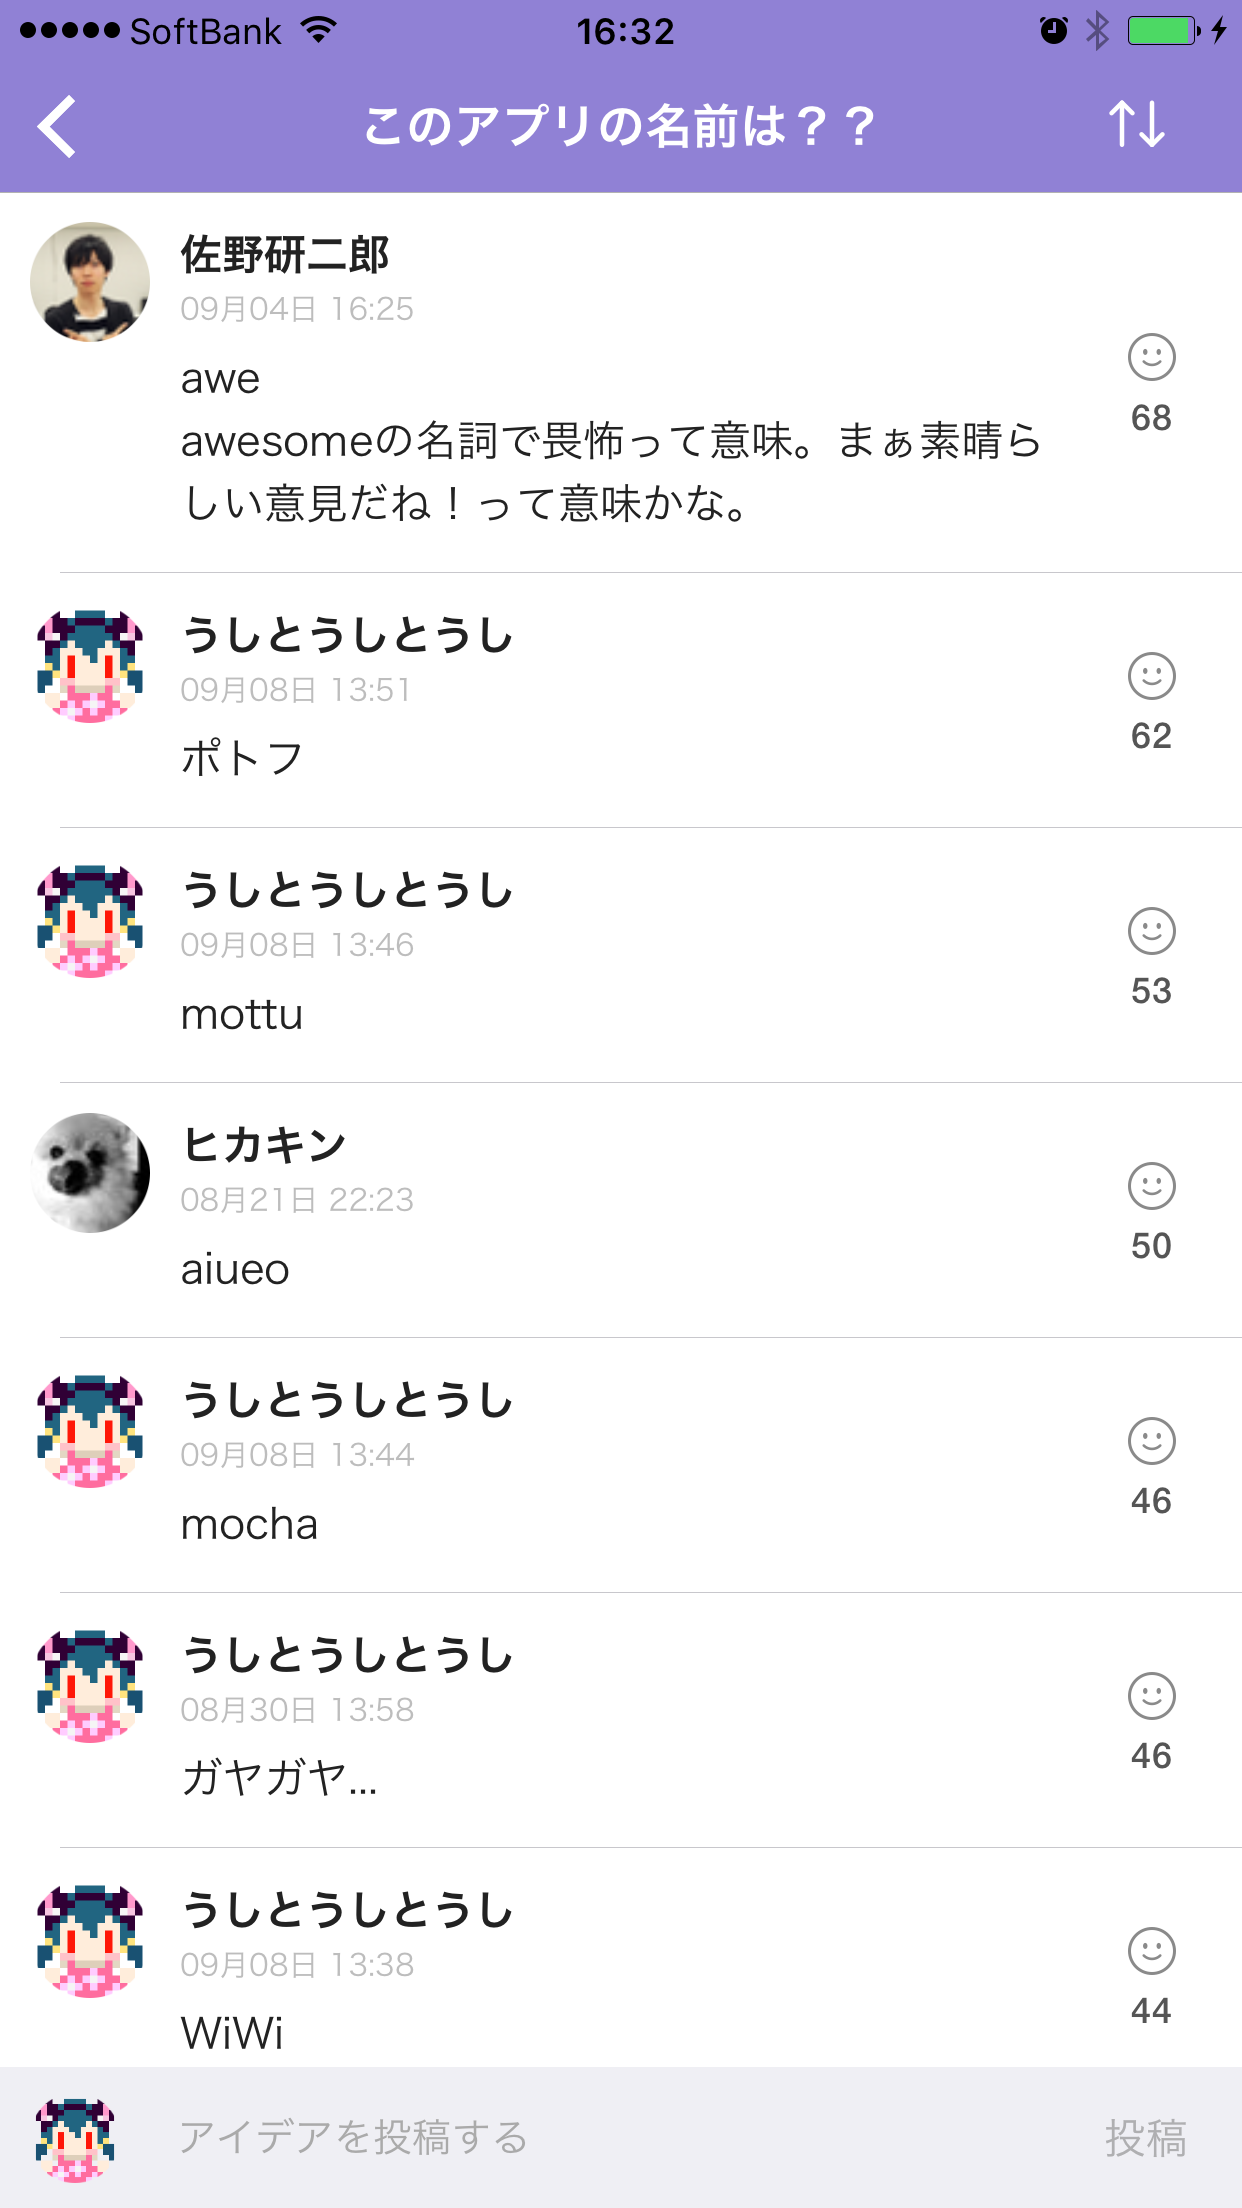 SoftBank 16:32
このアプリの名前は？？
佐野研二郎
09月04日 16:25
awe
awesomeの名詞で畏怖って意味。まぁ素晴ら
しい意見だね！って意味かな。
68
うしとうしとうし
09月08日 13:51
ポトフ
62
うしとうしとうし
09月08日 13:46
mottu
53
ヒカキン
08月21日 22:23
aiueo
50
うしとうしとうし
09月08日 13:44
mocha
46
うしとうしとうし
08月30日 13:58
ガヤガヤ...
46
うしとうしとうし
09月08日 13:38
WiWi
44
アイデアを投稿する 投稿